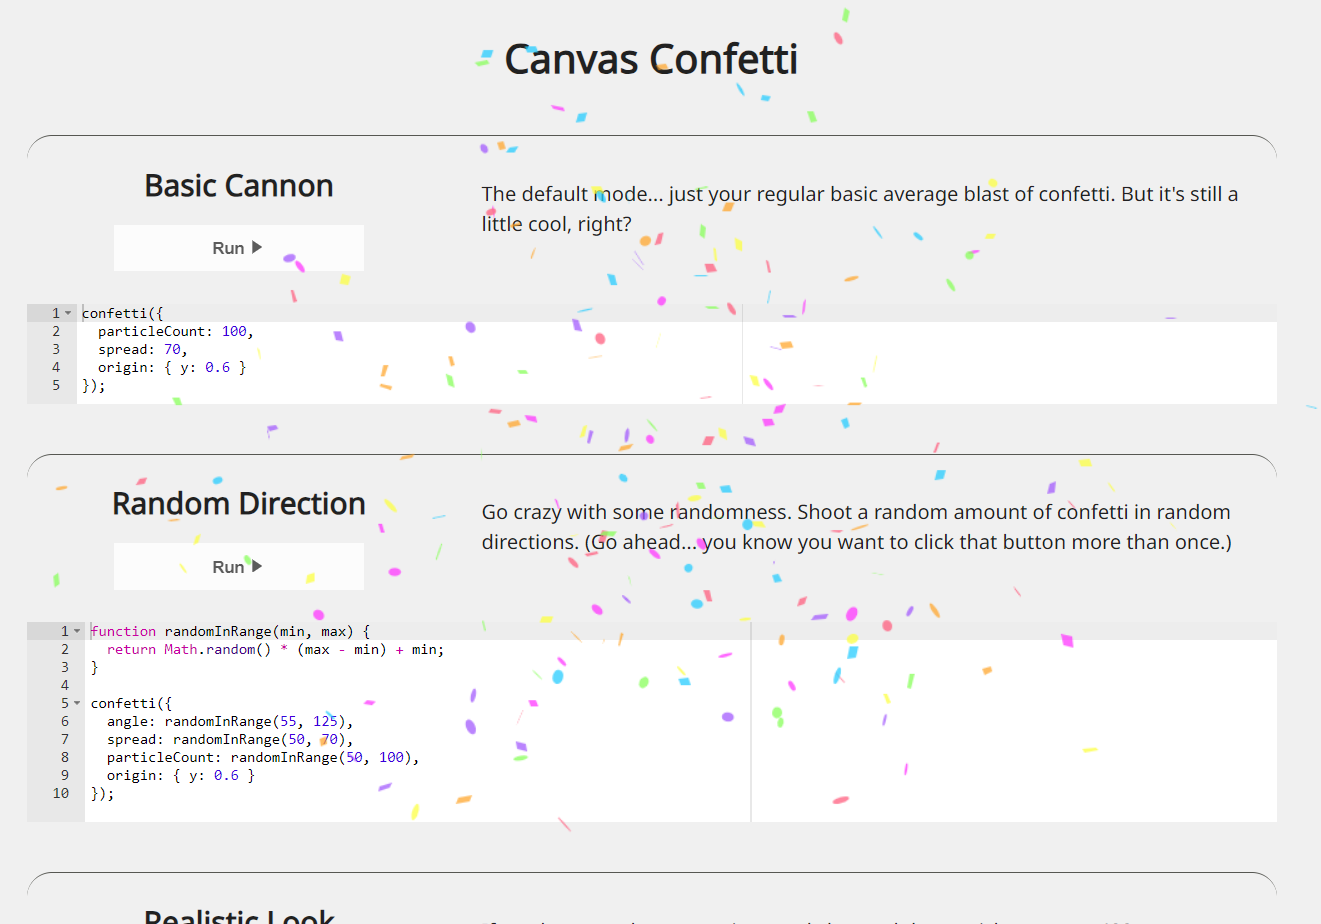 Canvas Confetti
Basic Cannon
Run
The default mode... just your regular basic average blast of confetti. But it's still a
little cool, right?
1 confetti({
2 particleCount: 100,
3 spread: 70,
4 origin: { y: 0.6 }
5 });
Random Direction
Run
Go crazy with some randomness. Shoot a random amount of confetti in random
directions. (Go ahead... you know you want to click that button more than once.)
1 function randomInRange(min, max) {
2 return Math.random() * (max - min) + min;
3 }
4
5 confetti({
6 angle: randomInRange(55, 125),
7 spread: randomInRange(50, 70),
8 particleCount: randomInRange(50, 100),
9 origin: { y: 0.6 }
10 });
Realistic Look